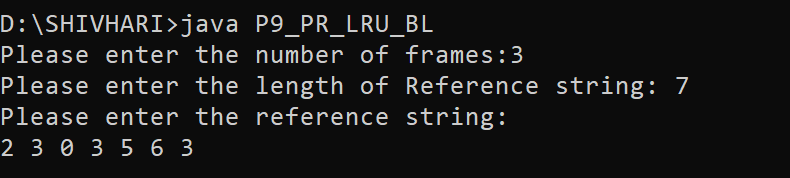 D:\SHIVHARI>java P9_PR_LRU_BL
Please enter the number of frames:3
Please enter the length of Reference string: 7
Please enter the reference string:
2 3 0 3 5 6 3